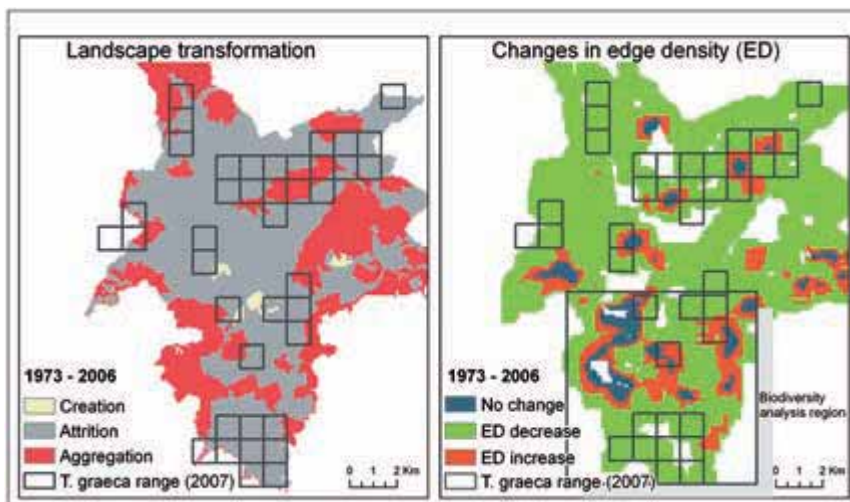 Landscape transformation
1973 - 2006
Creation
Attrition
Aggregation
T. graeca range (2007)
0 1 2 Km
Changes in edge density (ED)
1973 - 2006
No change
ED decrease
ED increase
T. graeca range (2007)
Biodiversity
analysis region
0 1 2 Km